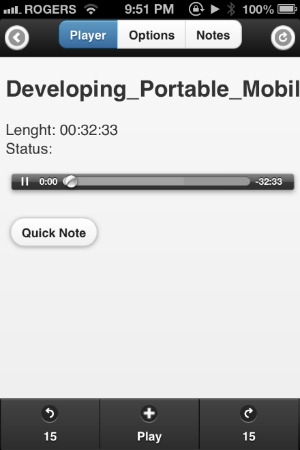 ROGERS 9:51 PM 100%
Player Options Notes
Developing_Portable_Mobil
Lenght: 00:32:33
Status:
0:00 -32:33
Quick Note
15 Play 15